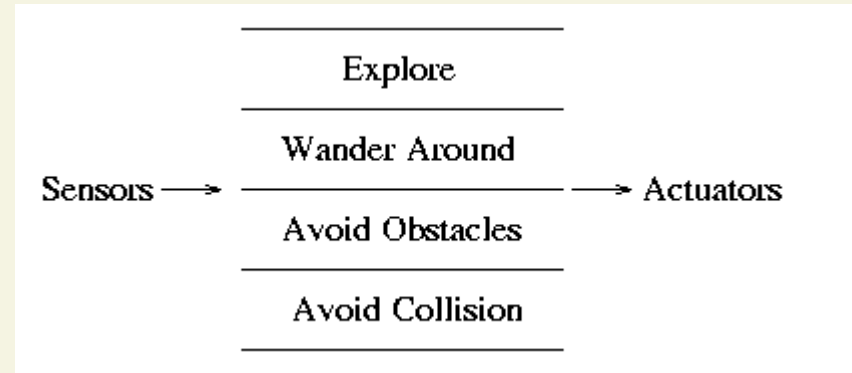 Explore
Wander Around
Sensors
Actuators
Avoid Obstacles
Avoid Collision